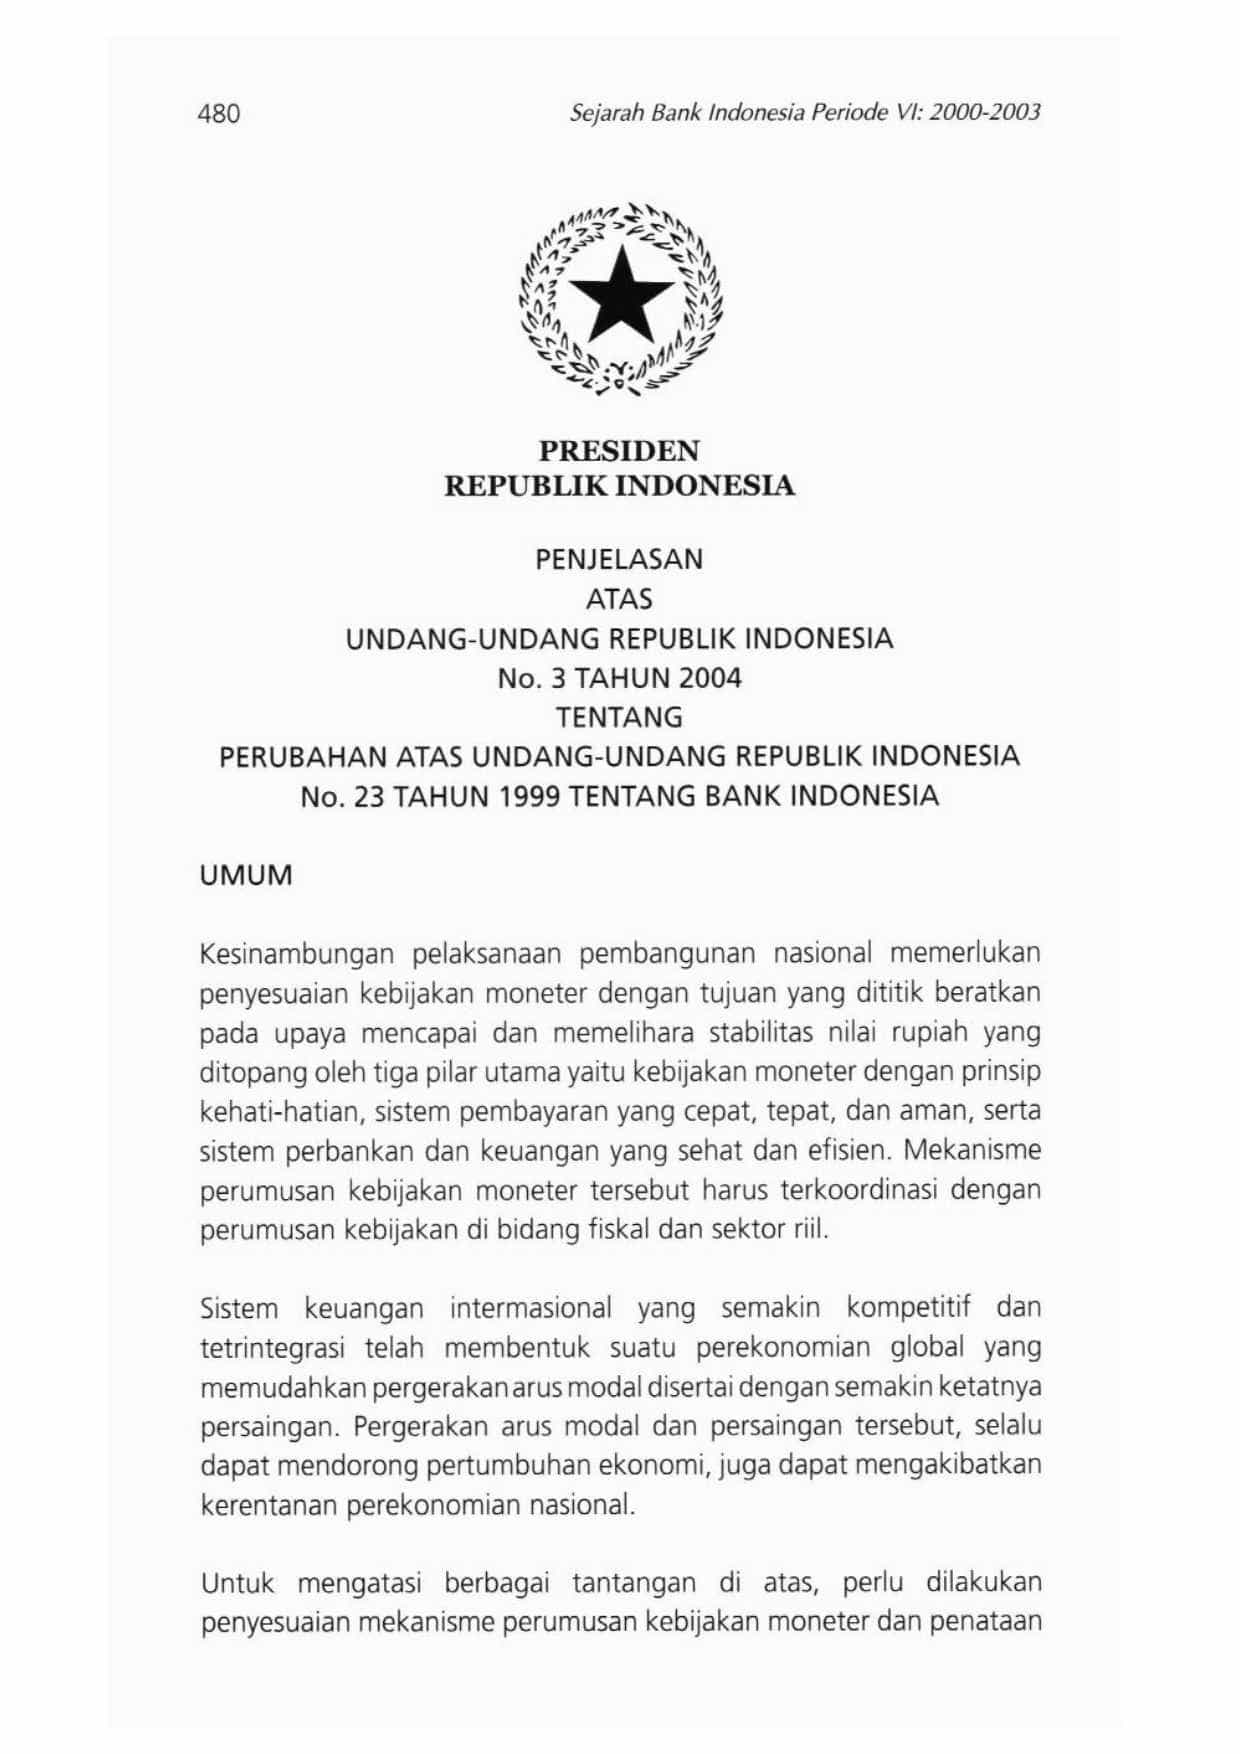 480
Sejarah Bank Indonesia Periode VI: 2000-2003
PRESIDEN
REPUBLIK INDONESIA
PENJELASAN
ATAS
UNDANG-UNDANG REPUBLIK INDONESIA
No. 3 TAHUN 2004
TENTANG
PERUBAHAN ATAS UNDANG-UNDANG REPUBLIK INDONESIA
No. 23 TAHUN 1999 TENTANG BANK INDONESIA
UMUM
Kesinambungan pelaksanaan pembangunan nasional memerlukan
penyesuaian kebijakan moneter dengan tujuan yang dititik beratkan
pada upaya mencapai dan memelihara stabilitas nilai rupiah yang
ditopang oleh tiga pilar utama yaitu kebijakan moneter dengan prinsip
kehati-hatian, sistem pembayaran yang cepat, tepat, dan aman, serta
sistem perbankan dan keuangan yang sehat dan efisien. Mekanisme
perumusan kebijakan moneter tersebut harus terkoordinasi dengan
perumusan kebijakan di bidang fiskal dan sektor riil.
Sistem keuangan intermasional yang semakin kompetitif dan
tetrintegrasi telah membentuk suatu perekonomian global yang
memudahkan pergerakan arus modal disertai dengan semakin ketatnya
persaingan. Pergerakan arus modal dan persaingan tersebut, selalu
dapat mendorong pertumbuhan ekonomi, juga dapat mengakibatkan
kerentanan perekonomian nasional.
Untuk mengatasi berbagai tantangan di atas, perlu dilakukan
penyesuaian mekanisme perumusan kebijakan moneter dan penataan